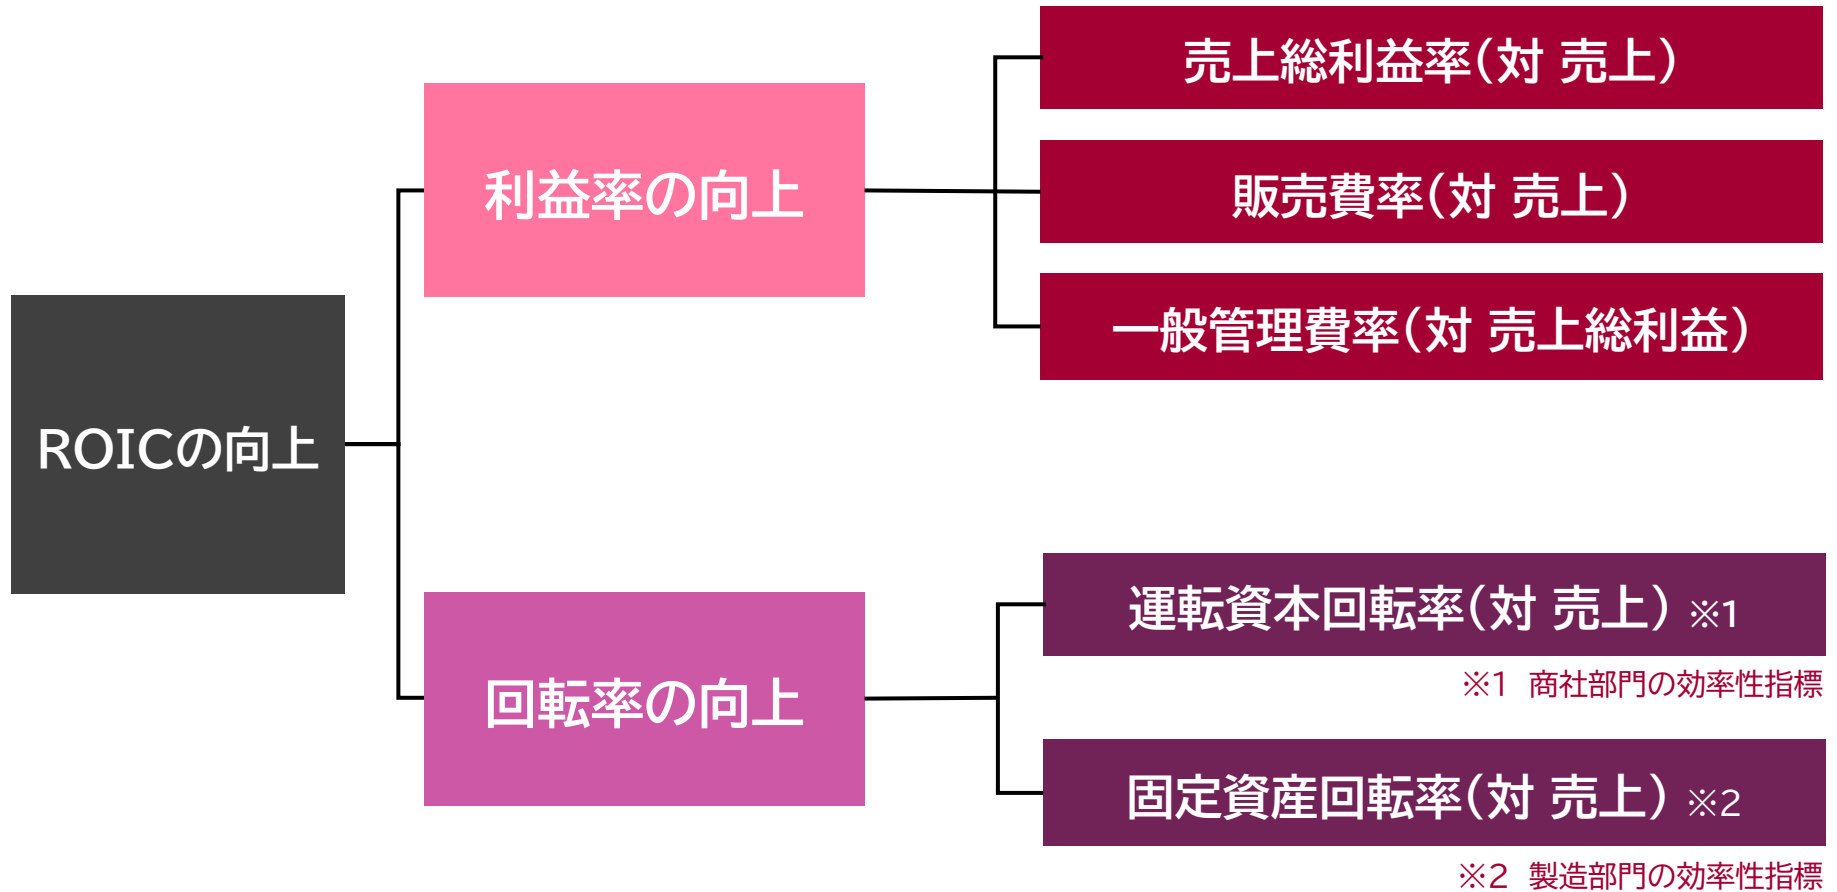 ROICの向上
利益率の向上
売上総利益率(対 売上)
販売費率(対 売上)
一般管理費率(対 売上総利益)
回転率の向上
運転資本回転率(対 売上) ※1
※1 商社部門の効率性指標
固定資産回転率(対 売上) ※2
※2 製造部門の効率性指標